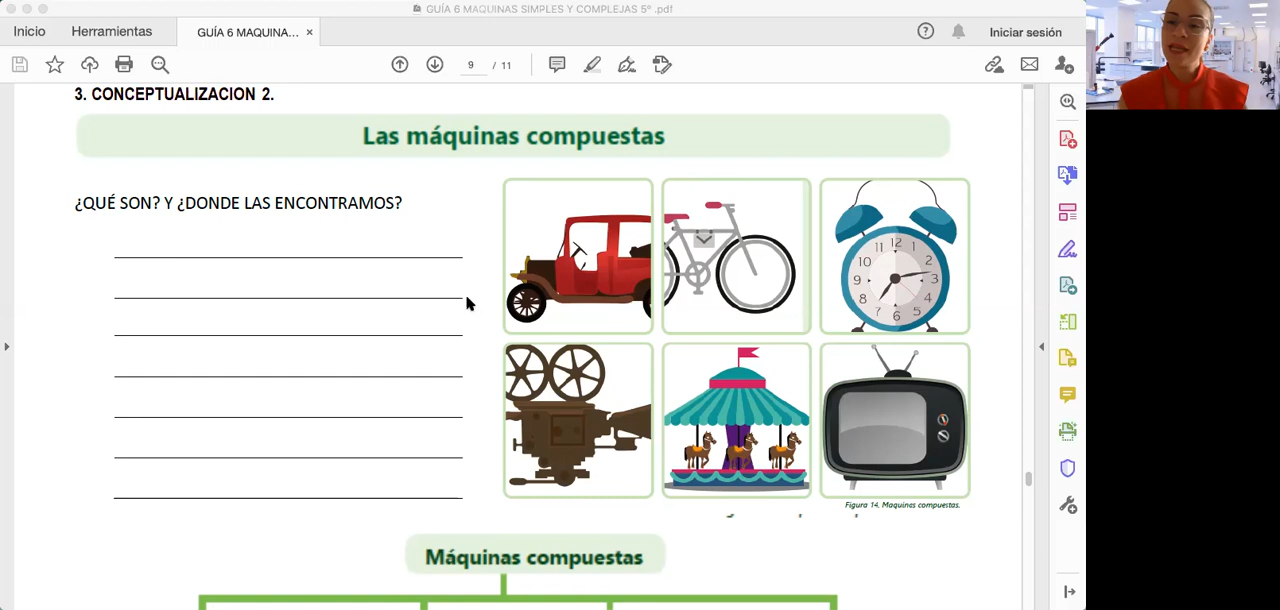 GUÍA 6 MAQUINAS SIMPLES Y COMPLEJAS 5º .pdf
Inicio
Herramientas
GUÍA 6 MAQUINA... ×
Iniciar sesión
9 / 11
3. CONCEPTUALIZACION 2.
Las máquinas compuestas
¿QUÉ SON? Y ¿DONDE LAS ENCONTRAMOS?
12
1
2
3
4
5
6
7
8
9
10
11
Figura 14. Maquinas compuestas.
Máquinas compuestas